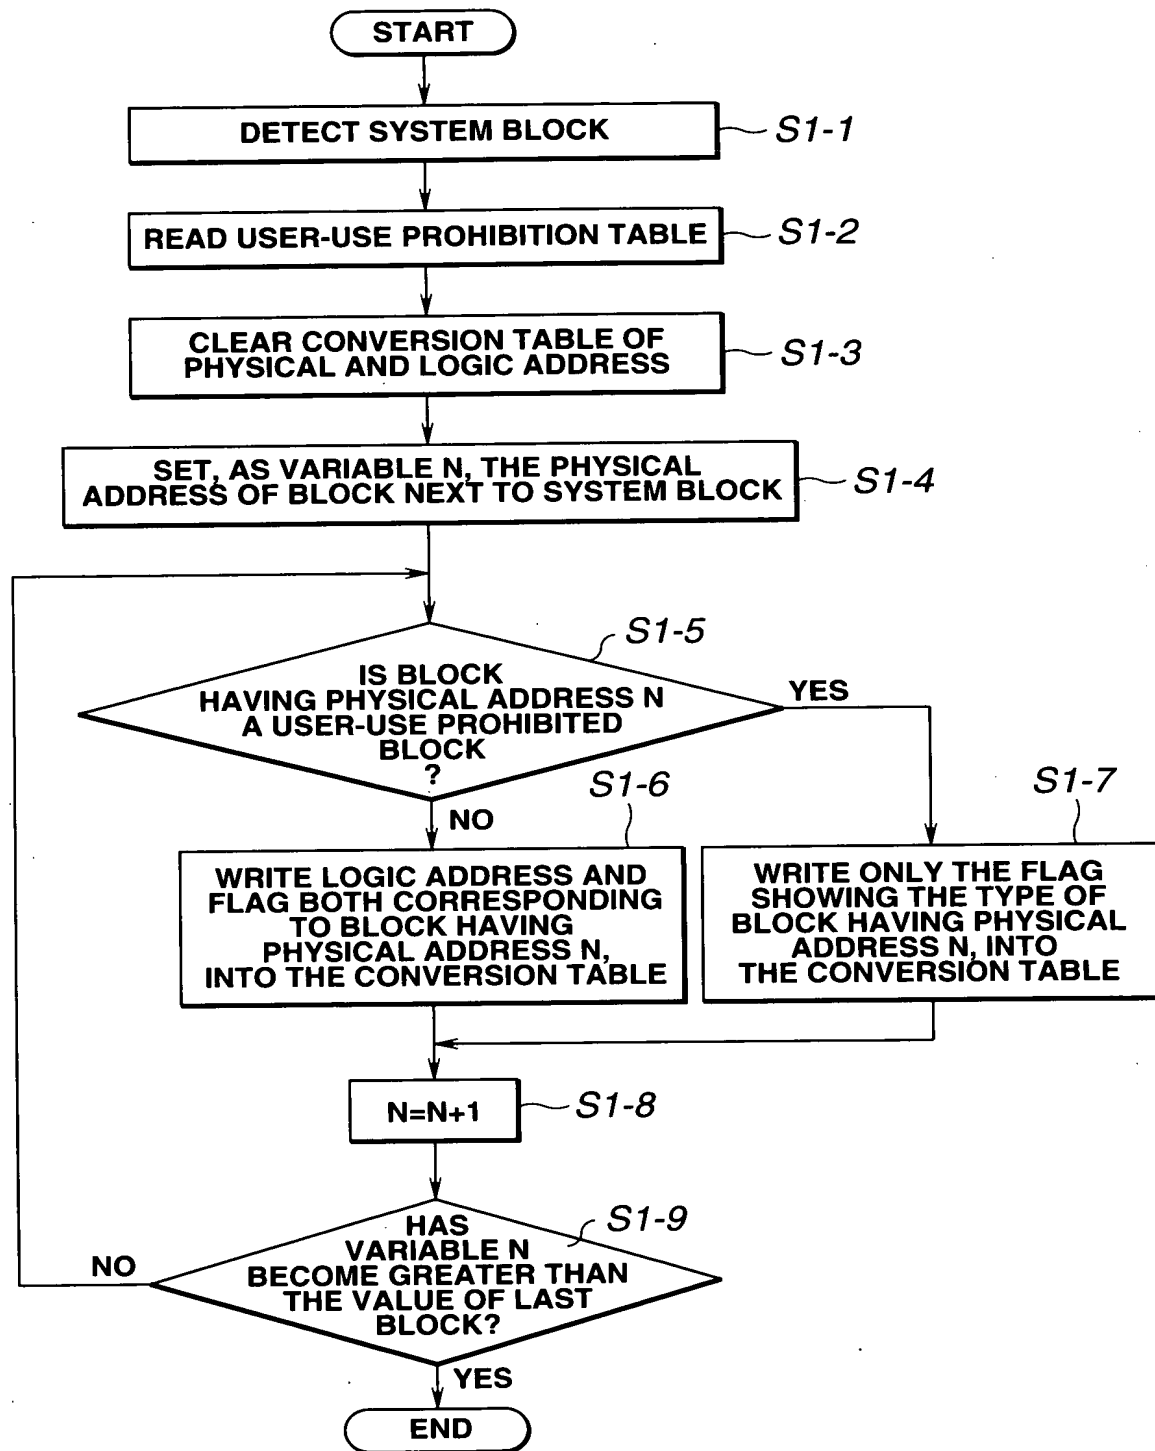 START
DETECT SYSTEM BLOCK
S1-1
READ USER-USE PROHIBITION TABLE
S1-2
CLEAR CONVERSION TABLE OF
PHYSICAL AND LOGIC ADDRESS
S1-3
SET, AS VARIABLE N, THE PHYSICAL
ADDRESS OF BLOCK NEXT TO SYSTEM BLOCK
S1-4
S1-5
IS BLOCK
HAVING PHYSICAL ADDRESS N
A USER-USE PROHIBITED
BLOCK
?
YES
NO
S1-6
WRITE LOGIC ADDRESS AND
FLAG BOTH CORRESPONDING
TO BLOCK HAVING
PHYSICAL ADDRESS N,
INTO THE CONVERSION TABLE
S1-7
WRITE ONLY THE FLAG
SHOWING THE TYPE OF
BLOCK HAVING PHYSICAL
ADDRESS N, INTO
THE CONVERSION TABLE
N=N+1
S1-8
S1-9
HAS
VARIABLE N
BECOME GREATER THAN
THE VALUE OF LAST
BLOCK?
NO
YES
END